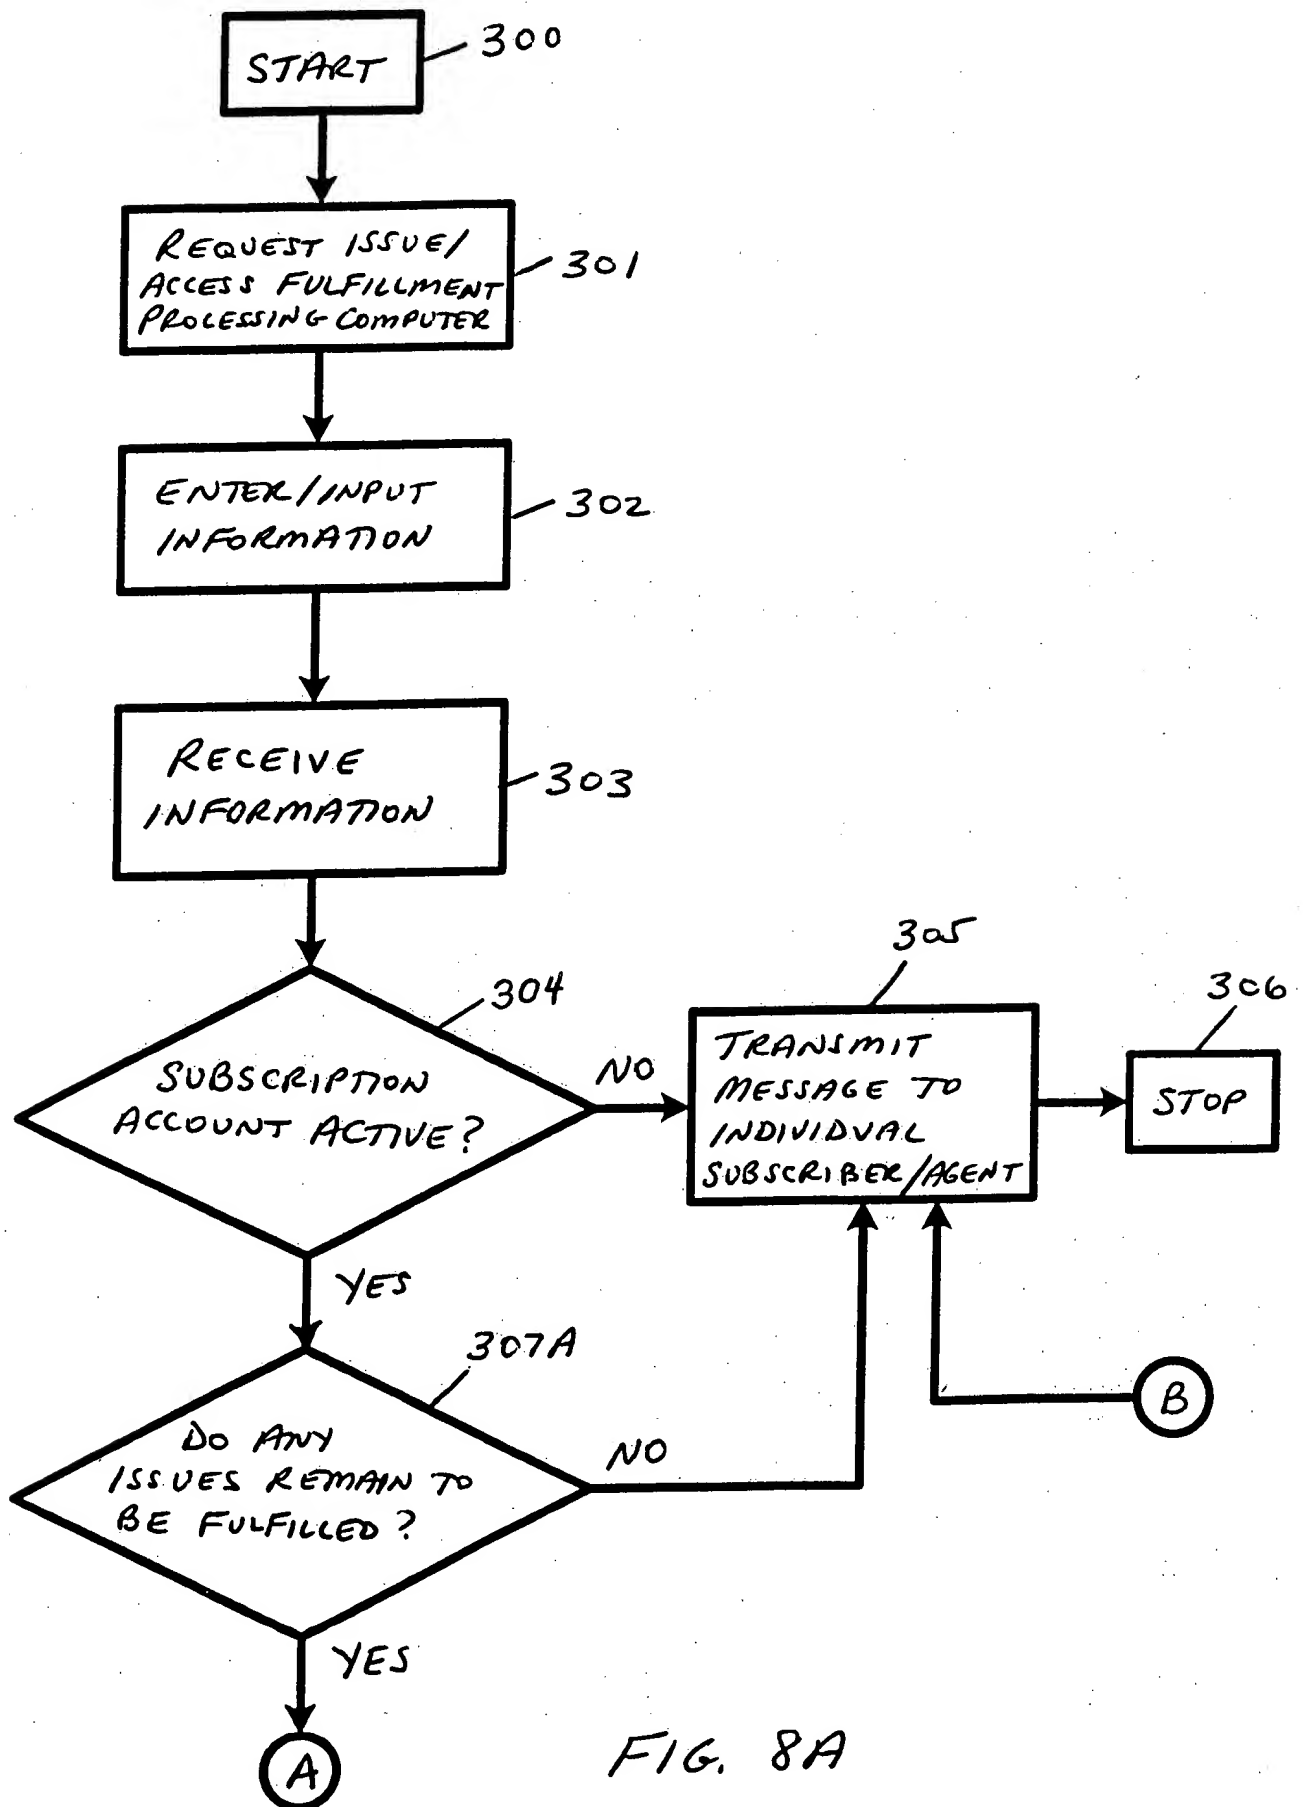 START
300
REQUEST ISSUE/
ACCESS FULFILLMENT
PROCESSING COMPUTER
301
ENTER/INPUT
INFORMATION
302
RECEIVE
INFORMATION
303
304
SUBSCRIPTION
ACCOUNT ACTIVE?
NO
305
TRANSMIT
MESSAGE TO
INDIVIDUAL
SUBSCRIBER/AGENT
306
STOP
YES
307A
DO ANY
ISSUES REMAIN TO
BE FULFILLED?
NO
B
YES
A
FIG. 8A